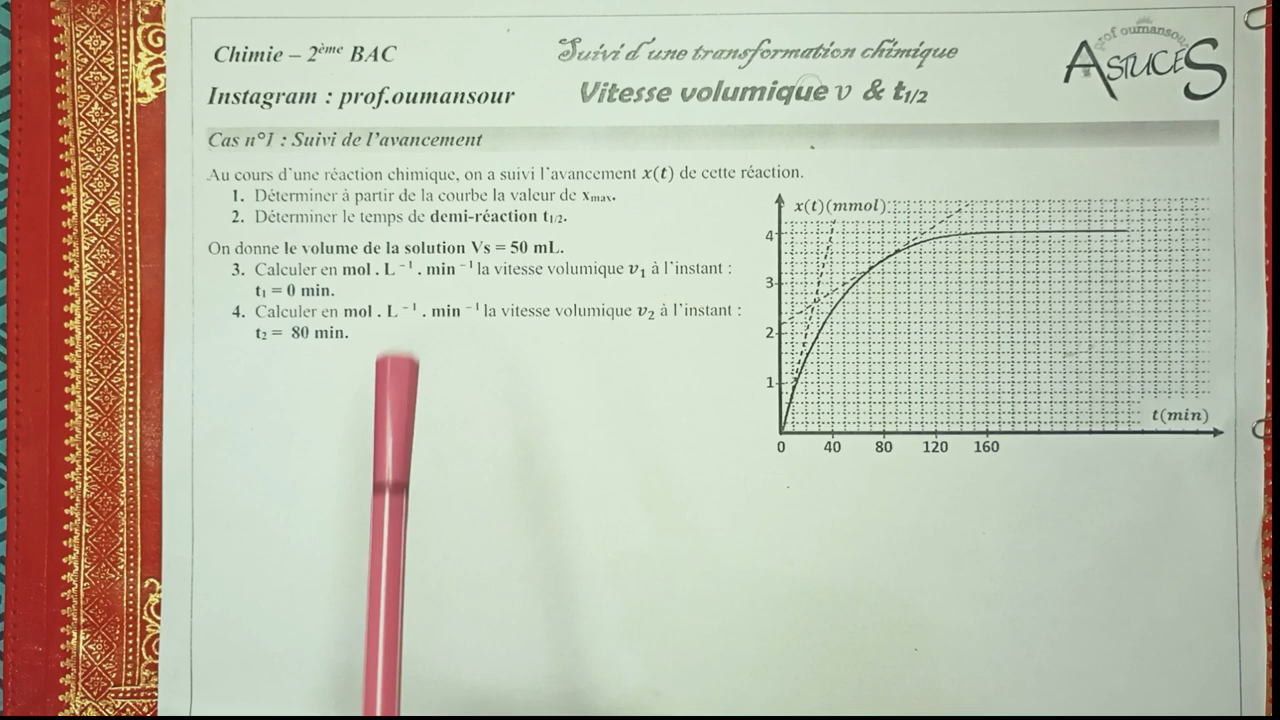 Chimie – 2ème BAC
Suivi d'une transformation chimique
prof oumansour
ASTUCES
Instagram : prof.oumansour
Vitesse volumique v & t1/2
Cas n°1 : Suivi de l'avancement
Au cours d'une réaction chimique, on a suivi l'avancement x(t) de cette réaction.
1. Déterminer à partir de la courbe la valeur de xmax.
2. Déterminer le temps de demi-réaction t1/2.
On donne le volume de la solution Vs = 50 mL.
3. Calculer en mol . L⁻¹ . min⁻¹ la vitesse volumique v₁ à l'instant :
t₁ = 0 min.
4. Calculer en mol . L⁻¹ . min⁻¹ la vitesse volumique v₂ à l'instant :
t₂ = 80 min.
x(t)(mmol)
4
3
2
1
t(min)
0 40 80 120 160